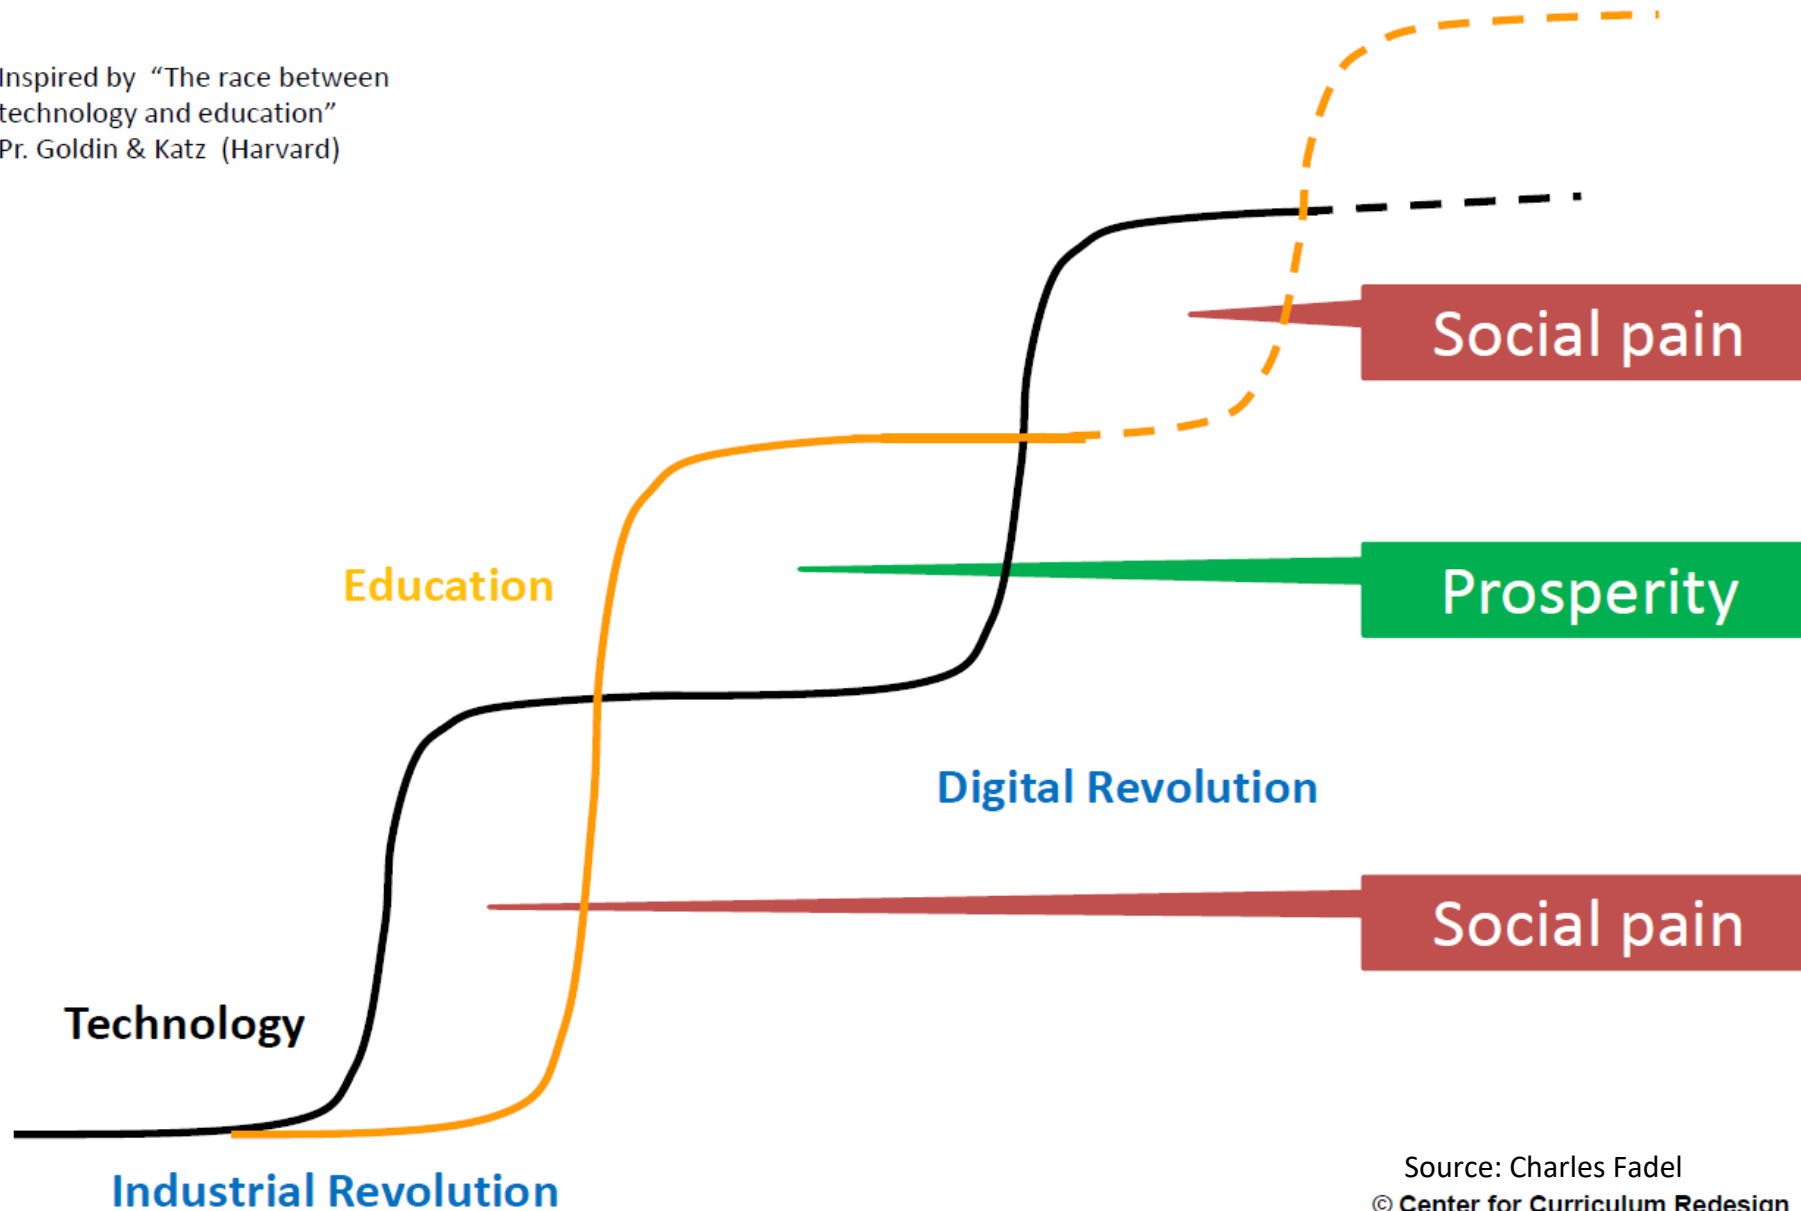 Inspired by “The race between
technology and education”
Pr. Goldin & Katz (Harvard)
Social pain
Education
Prosperity
Digital Revolution
Social pain
Technology
Industrial Revolution
Source: Charles Fadel
© Center for Curriculum Redesign